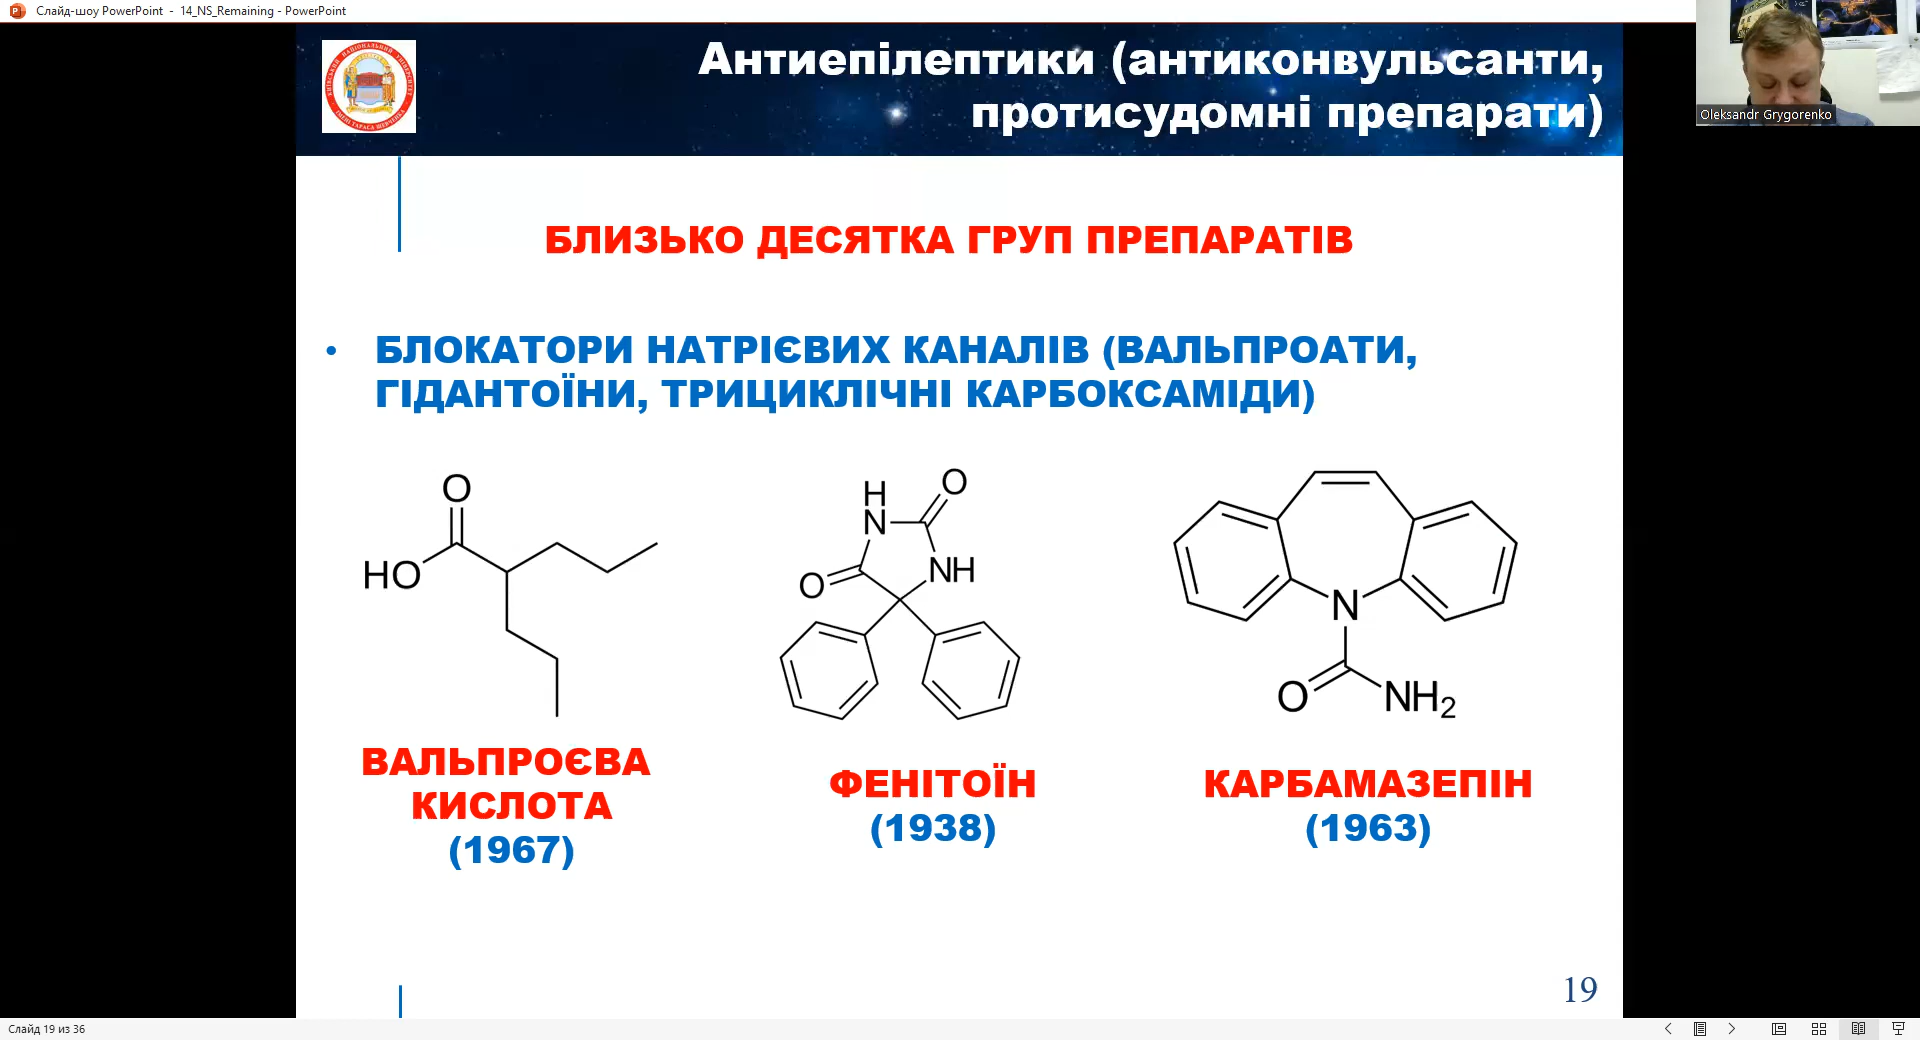 Слайд-шоу PowerPoint - 14_NS_Remaining - PowerPoint
Антиепілептики (антиконвульсанти,
протисудомні препарати)
Oleksandr Grygorenko
БЛИЗЬКО ДЕСЯТКА ГРУП ПРЕПАРАТІВ
• БЛОКАТОРИ НАТРІЄВИХ КАНАЛІВ (ВАЛЬПРОАТИ,
ГІДАНТОЇНИ, ТРИЦИКЛІЧНІ КАРБОКСАМІДИ)
O
HO
H
N
O
NH
O
N
O
NH2
ВАЛЬПРОЄВА
КИСЛОТА
(1967)
ФЕНІТОЇН
(1938)
КАРБАМАЗЕПІН
(1963)
19
Слайд 19 из 36